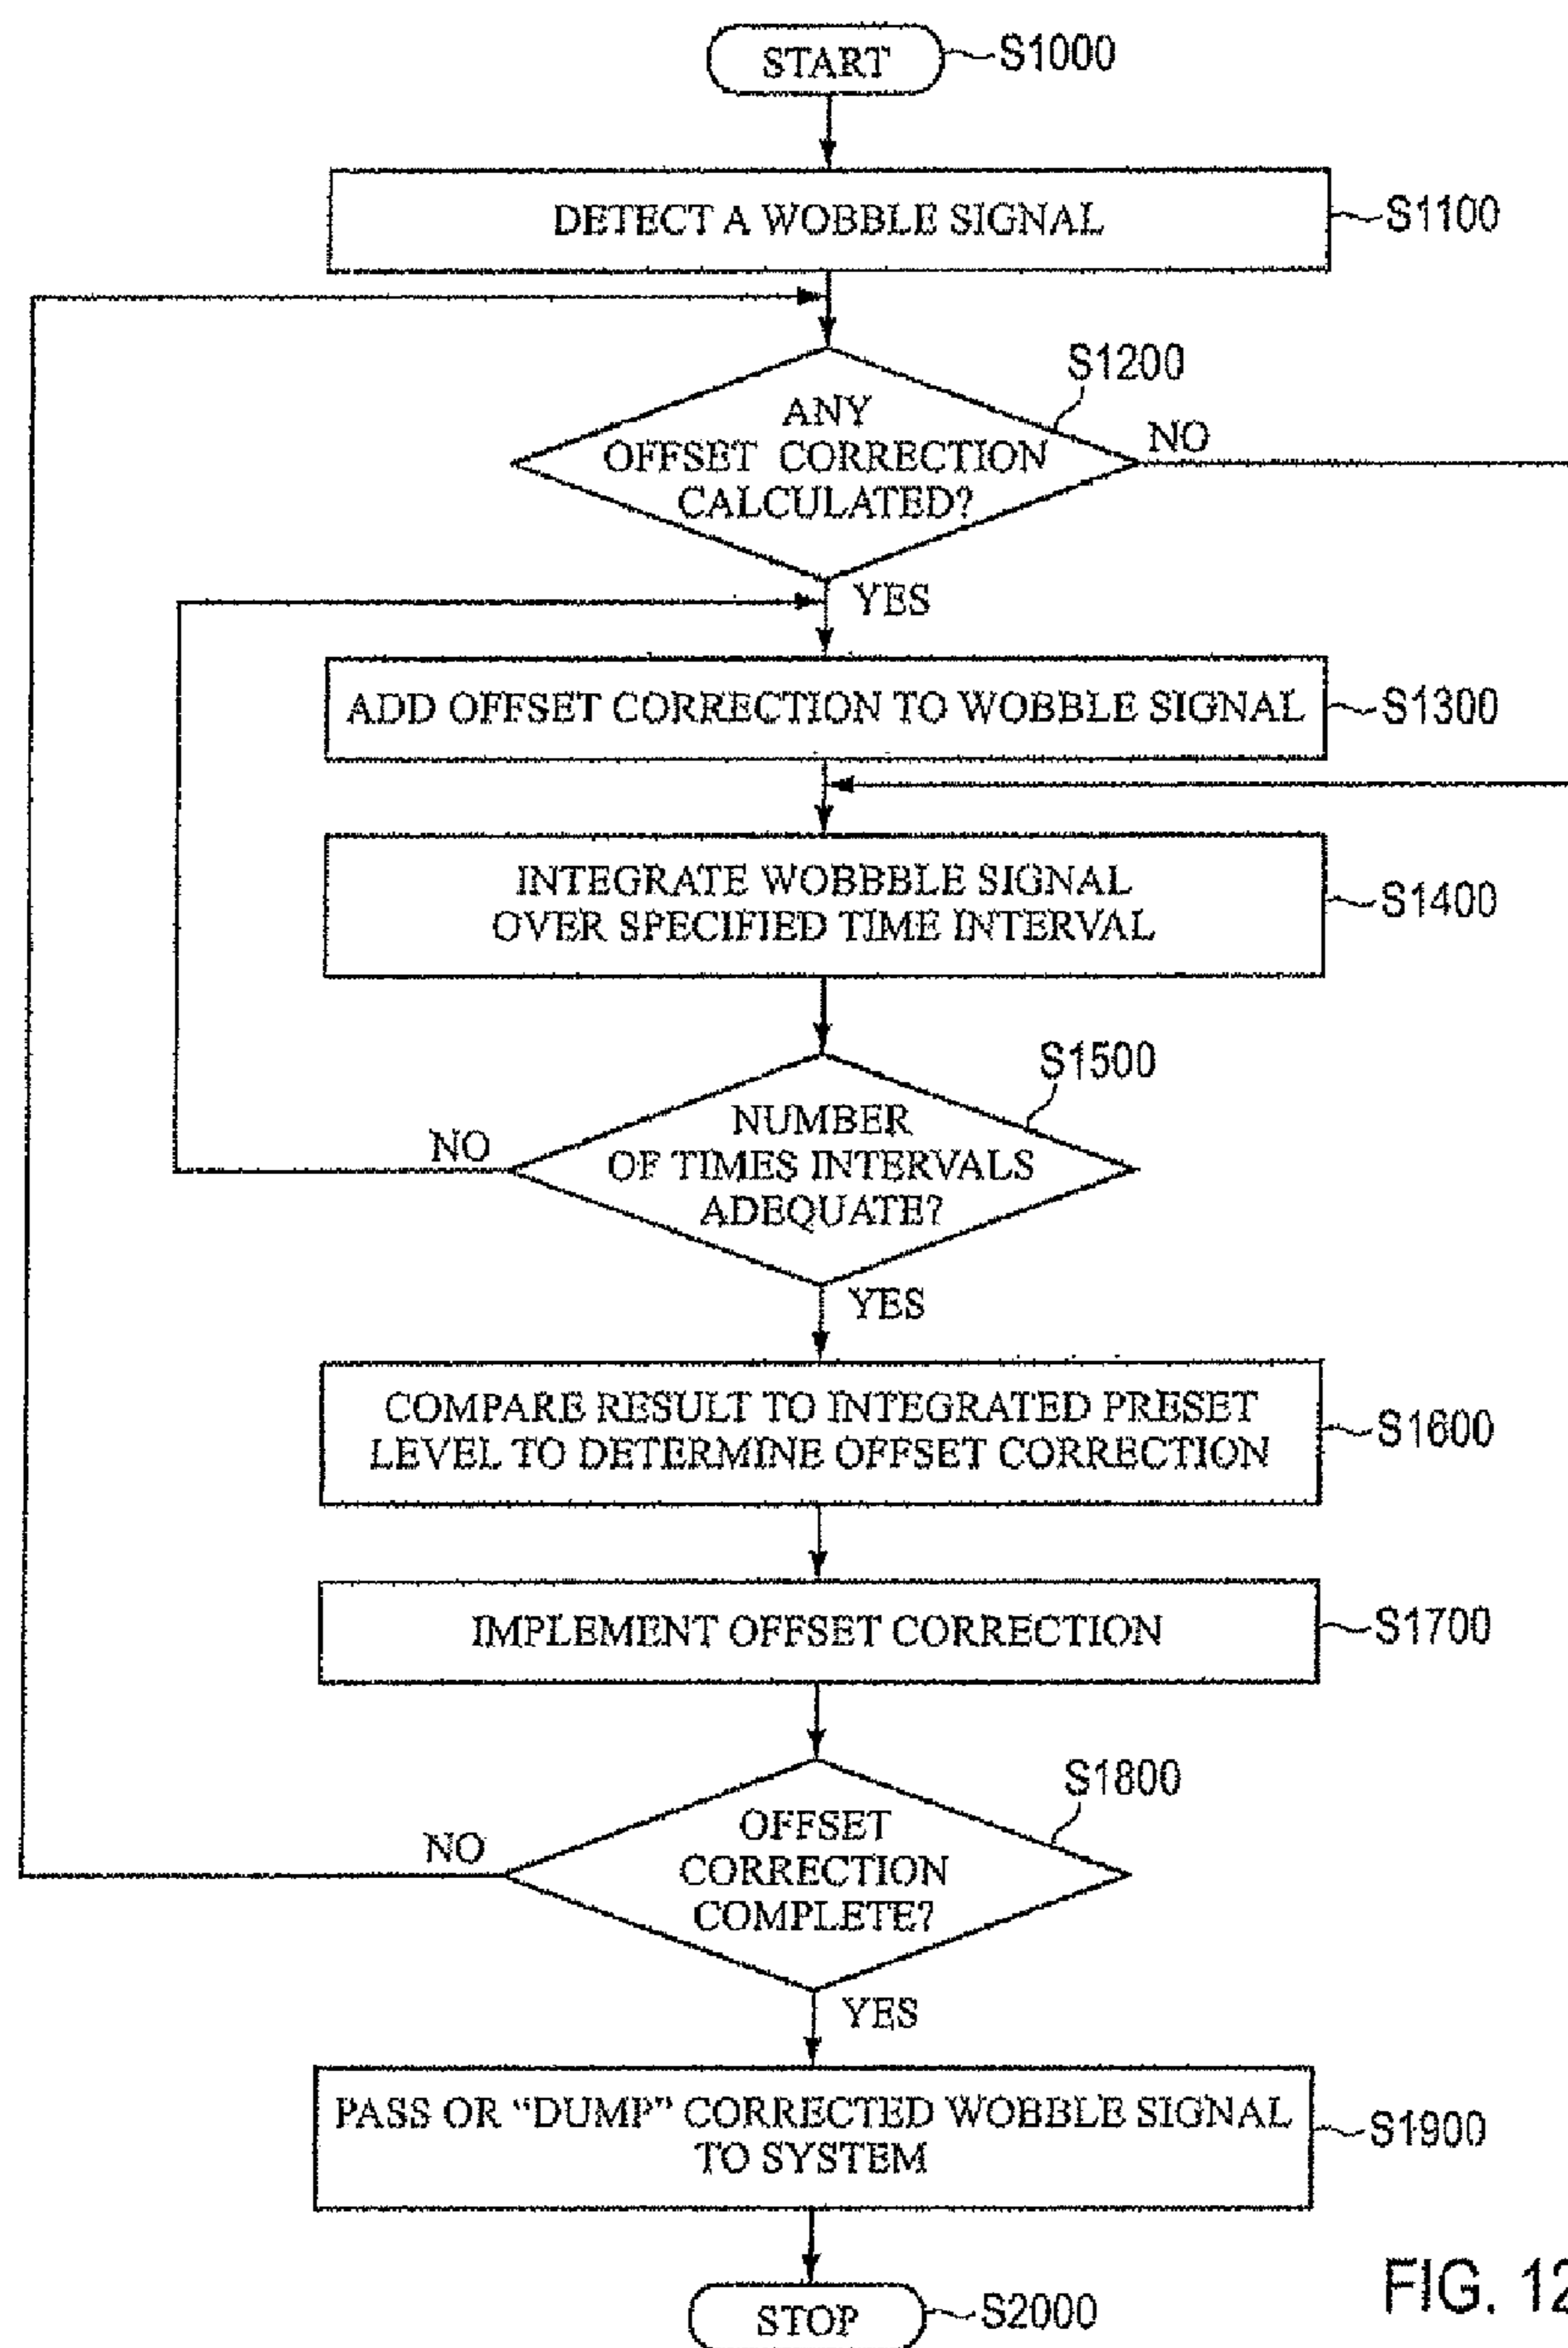 START
S1000
DETECT A WOBBLE SIGNAL
S1100
S1200
ANY
OFFSET CORRECTION
CALCULATED?
NO
YES
ADD OFFSET CORRECTION TO WOBBLE SIGNAL
S1300
INTEGRATE WOBBBLE SIGNAL
OVER SPECIFIED TIME INTERVAL
S1400
S1500
NUMBER
OF TIMES INTERVALS
ADEQUATE?
NO
YES
COMPARE RESULT TO INTEGRATED PRESET
LEVEL TO DETERMINE OFFSET CORRECTION
S1600
IMPLEMENT OFFSET CORRECTION
S1700
S1800
OFFSET
CORRECTION
COMPLETE?
NO
YES
PASS OR “DUMP” CORRECTED WOBBLE SIGNAL
TO SYSTEM
S1900
STOP
S2000
FIG. 12